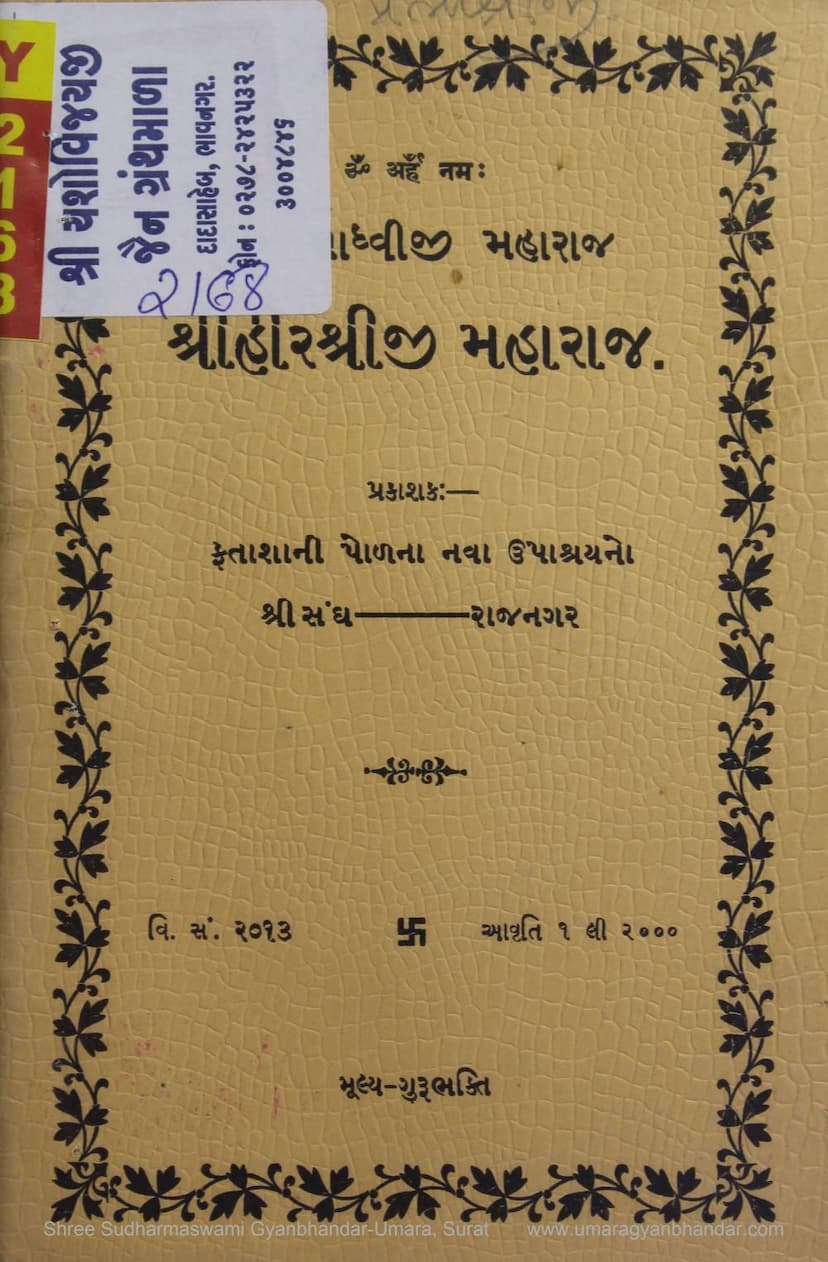 Y
2
1
6
8
શ્રી યશોવિજયજી
જૈન ગ્રંથમાળા
દાદાસાહેબ, ભાવનગર.
ફોન : ૦૨૭૮-૨૪૨૫૩૨૨
૩૦૦૪૮૪૬
ૐ अर्हँ नमः
મહારાજ
શ્રીહીરશ્રીજી મહારાજ.
પ્રકાશક:—
ફતાશાની પોળના નવા ઉપાશ્રયનો
શ્રી સંઘ———રાજનગર
વિ. સં. ૨૦૧૩ 卐 આવૃતિ ૧ લી ૨૦૦૦
મૂલ્ય-ગુરૂભક્તિ
Shree Sudharmaswami Gyanbhandar-Umara, Surat www.umaragyanbhandar.com